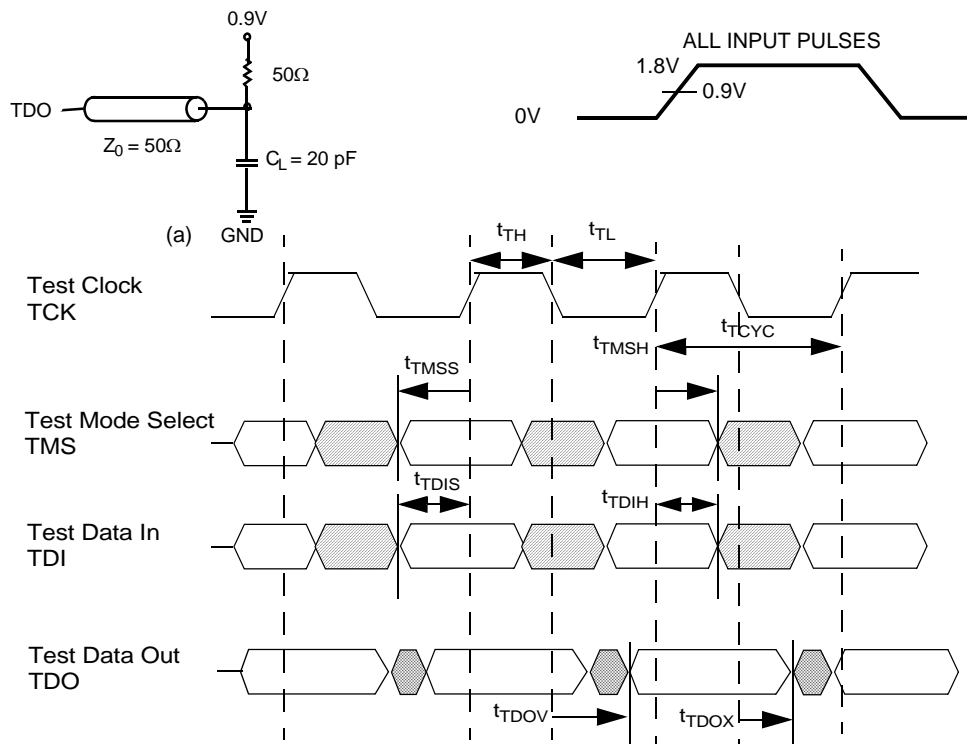 0.9V
50Ω
TDO
Z0 = 50Ω
CL = 20 pF
(a)
GND
ALL INPUT PULSES
1.8V
0.9V
0V
tTH
tTL
Test Clock
TCK
tTCYC
tTMSH
tTMSS
Test Mode Select
TMS
tTDIS
tTDIH
Test Data In
TDI
Test Data Out
TDO
tTDOV
tTDOX